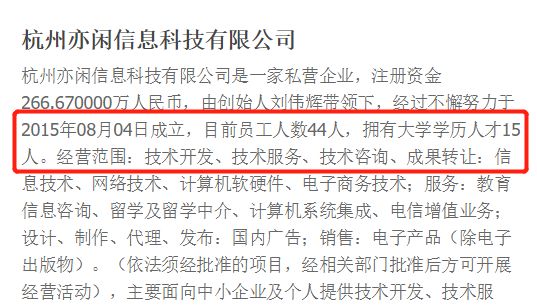 杭州亦闲信息科技有限公司
杭州亦闲信息科技有限公司是一家私营企业，注册资金
266.670000万人民币，由创始人刘伟辉带领下，经过不懈努力于
2015年08月04日成立，目前员工人数44人，拥有大学学历人才15
人。经营范围：技术开发、技术服务、技术咨询、成果转让：信
息技术、网络技术、计算机软硬件、电子商务技术；服务：教育
信息咨询、留学及留学中介、计算机系统集成、电信增值业务；
设计、制作、代理、发布：国内广告；销售：电子产品（除电子
出版物）。（依法须经批准的项目，经相关部门批准后方可开展
经营活动），主要面向中小企业及个人提供技术开发、技术服